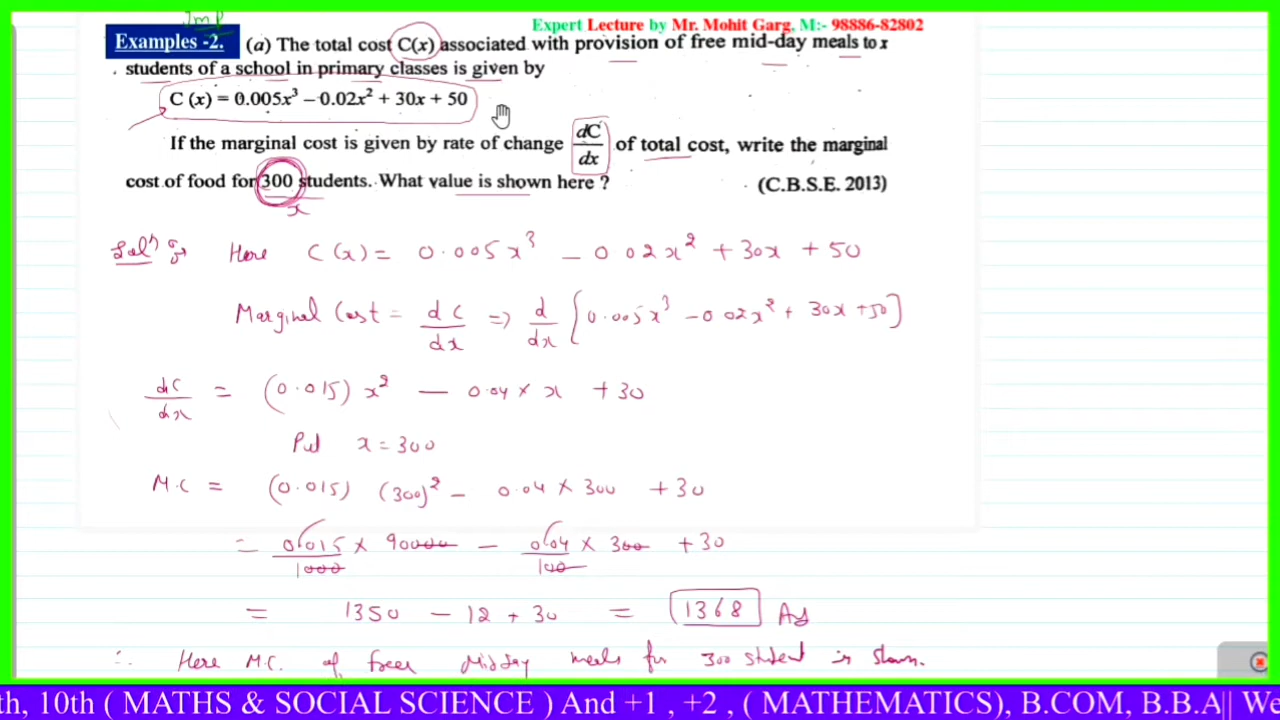 Imp
Expert Lecture by Mr. Mohit Garg, M:- 98886-82802
Examples -2. (a) The total cost C(x) associated with provision of free mid-day meals to x
students of a school in primary classes is given by
C (x) = 0.005x³ – 0.02x² + 30x + 50
If the marginal cost is given by rate of change dC/dx of total cost, write the marginal
cost of food for 300 students. What value is shown here ? (C.B.S.E. 2013)
x
Solⁿ Here C(x) = 0.005x³ – 0.02x² + 30x + 50
Marginal Cost = dC/dx ⇒ d/dx [0.005x³ – 0.02x² + 30x + 50]
dC/dx = (0.015) x² – 0.04 × x + 30
Put x = 300
M.C = (0.015) (300)² – 0.04 × 300 + 30
= 0.015/1000 × 90000 – 0.04/100 × 300 + 30
= 1350 – 12 + 30 = 1368 Ans
∴ Here M.C. of free Midday meals for 300 student is shown.
th, 10th ( MATHS & SOCIAL SCIENCE ) And +1 , +2 , ( MATHEMATICS), B.COM, B.B.A|| We